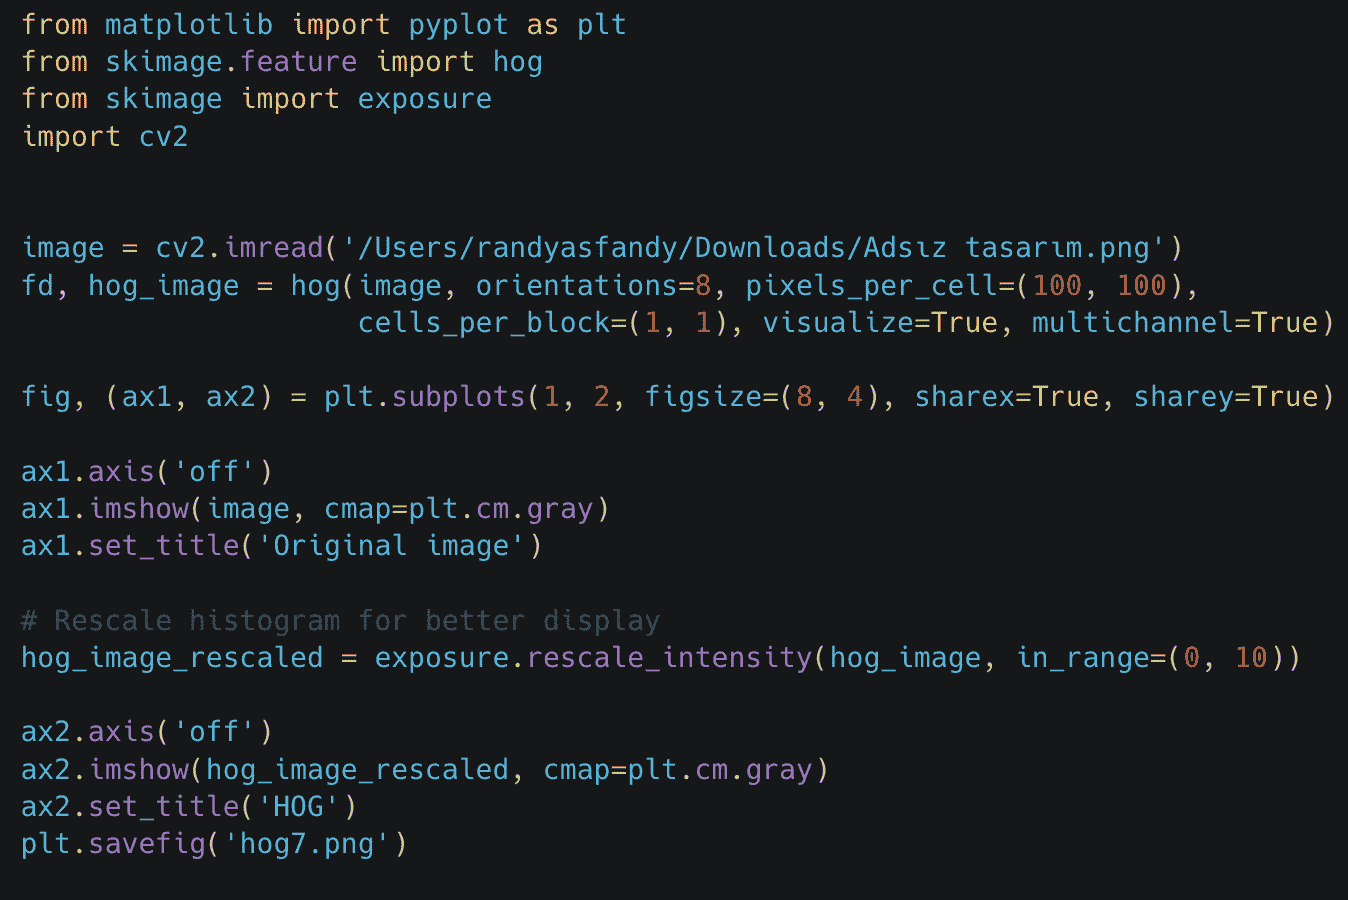 from matplotlib import pyplot as plt
from skimage.feature import hog
from skimage import exposure
import cv2
image = cv2.imread('/Users/randyasfandy/Downloads/Adsız tasarım.png')
fd, hog_image = hog(image, orientations=8, pixels_per_cell=(100, 100),
                    cells_per_block=(1, 1), visualize=True, multichannel=True)
fig, (ax1, ax2) = plt.subplots(1, 2, figsize=(8, 4), sharex=True, sharey=True)
ax1.axis('off')
ax1.imshow(image, cmap=plt.cm.gray)
ax1.set_title('Original image')
# Rescale histogram for better display
hog_image_rescaled = exposure.rescale_intensity(hog_image, in_range=(0, 10))
ax2.axis('off')
ax2.imshow(hog_image_rescaled, cmap=plt.cm.gray)
ax2.set_title('HOG')
plt.savefig('hog7.png')